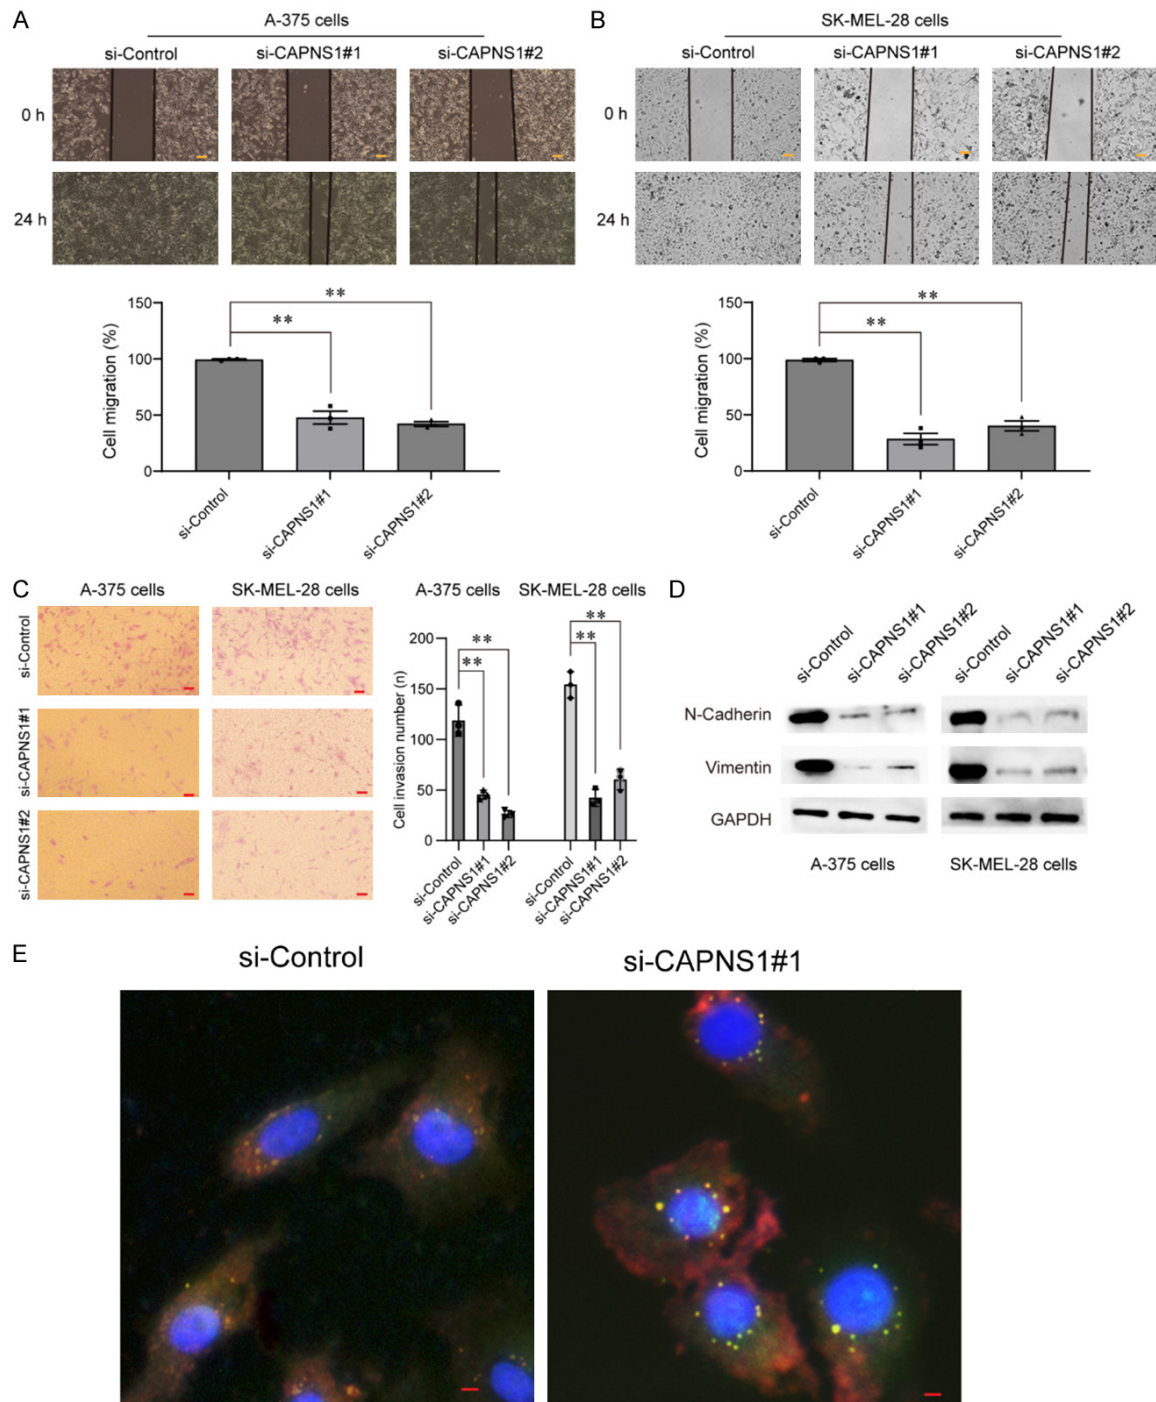 A
A-375 cells
si-Control si-CAPNS1#1 si-CAPNS1#2
0 h
24 h
Cell migration (%)
150
100
50
0
** 
**
si-Control
si-CAPNS1#1
si-CAPNS1#2
B
SK-MEL-28 cells
si-Control si-CAPNS1#1 si-CAPNS1#2
0 h
24 h
Cell migration (%)
150
100
50
0
**
**
si-Control
si-CAPNS1#1
si-CAPNS1#2
C
A-375 cells SK-MEL-28 cells
si-Control
si-CAPNS1#1
si-CAPNS1#2
A-375 cells SK-MEL-28 cells
Cell invasion number (n)
200
150
100
50
0
**
**
**
**
si-Control
si-CAPNS1#1
si-CAPNS1#2
si-Control
si-CAPNS1#1
si-CAPNS1#2
D
si-Control
si-CAPNS1#1
si-CAPNS1#2
si-Control
si-CAPNS1#1
si-CAPNS1#2
N-Cadherin
Vimentin
GAPDH
A-375 cells SK-MEL-28 cells
E
si-Control si-CAPNS1#1